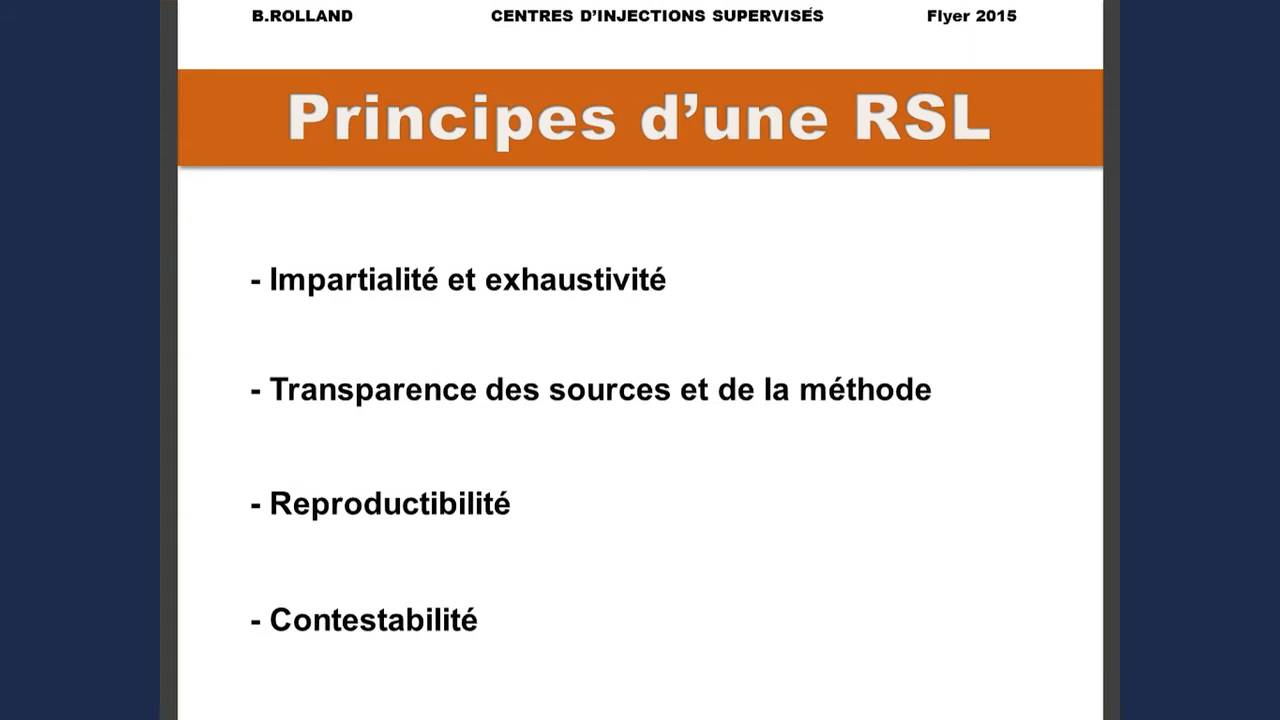 B.ROLLAND CENTRES D’INJECTIONS SUPERVISÉS Flyer 2015
Principes d’une RSL
- Impartialité et exhaustivité
- Transparence des sources et de la méthode
- Reproductibilité
- Contestabilité